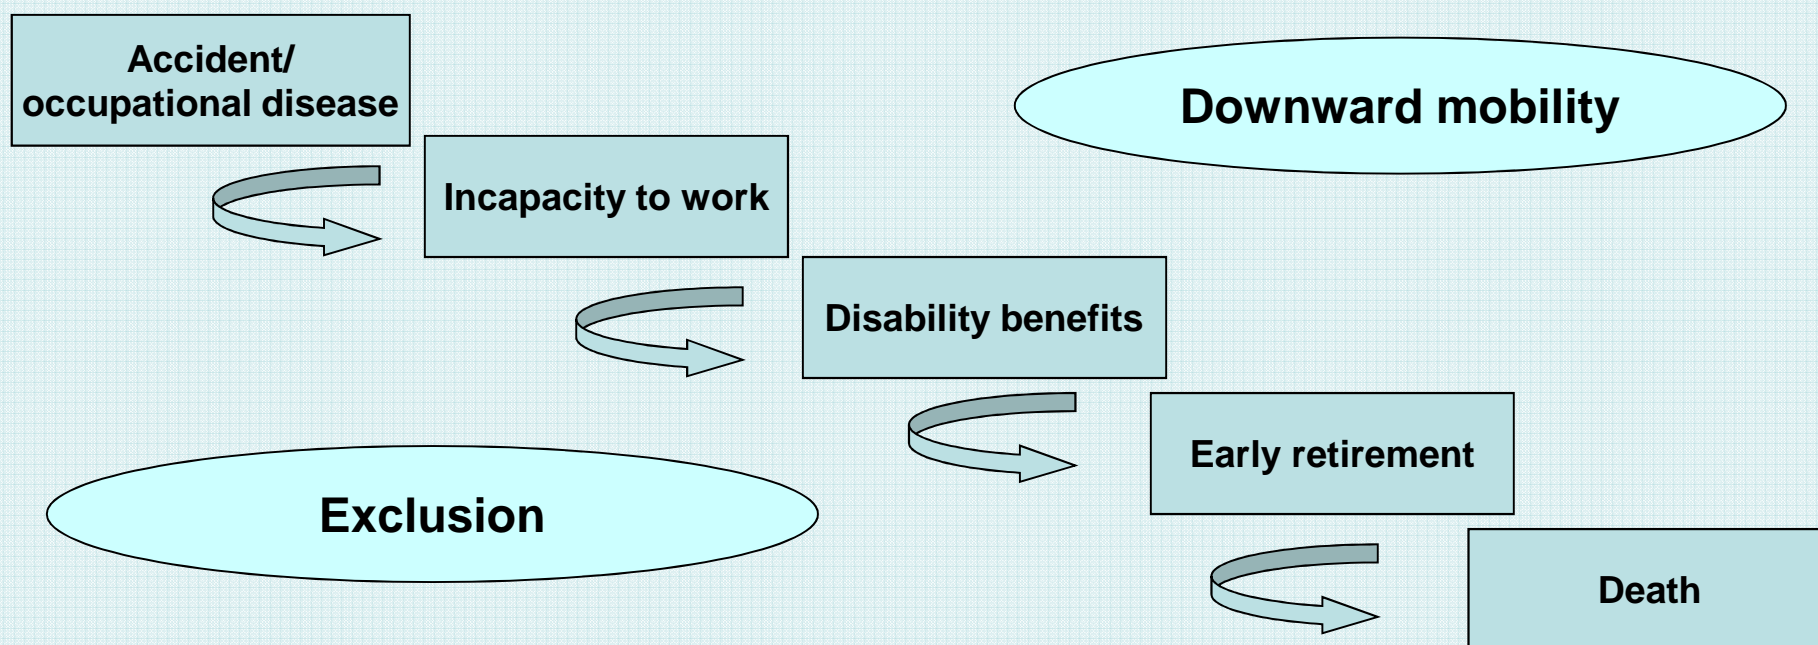 Accident/
occupational disease
Downward mobility
Incapacity to work
Disability benefits
Early retirement
Exclusion
Death